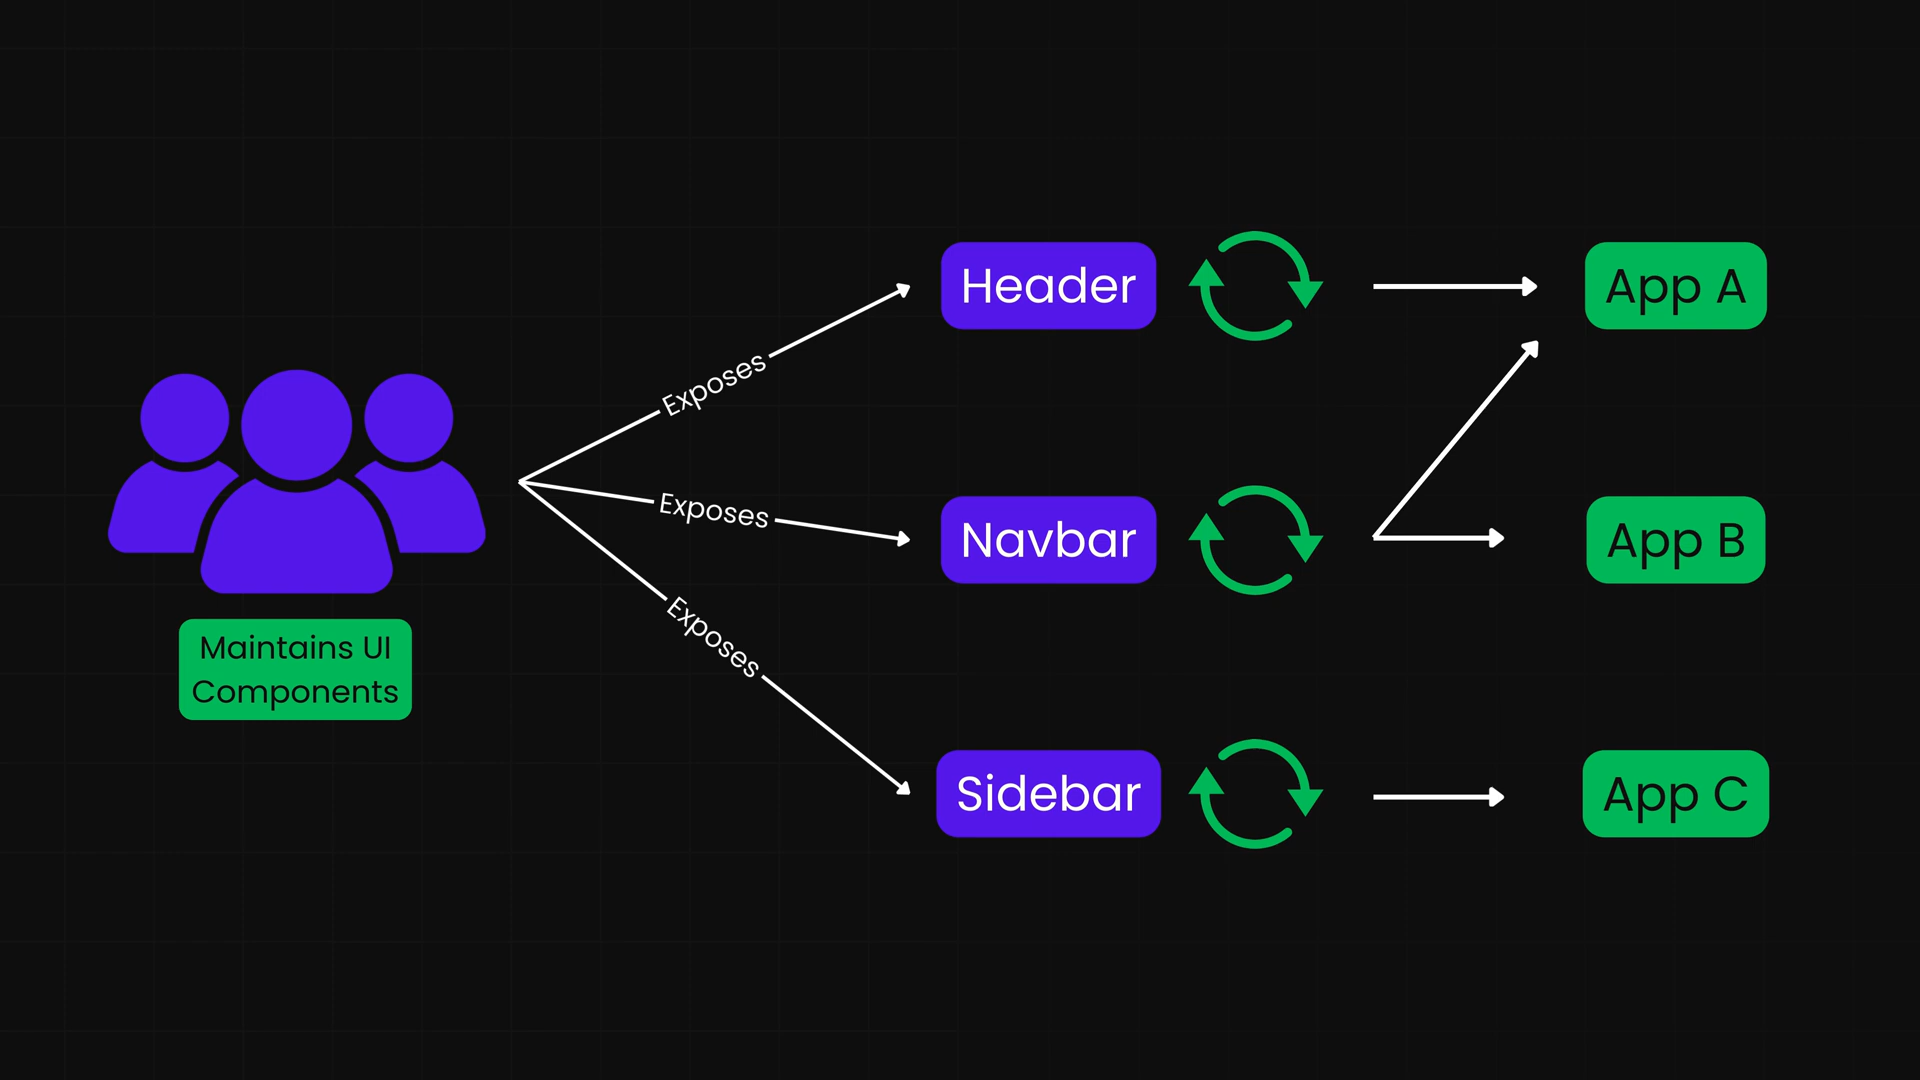 Maintains UI
Components
Exposes
Exposes
Exposes
Header
Navbar
Sidebar
App A
App B
App C